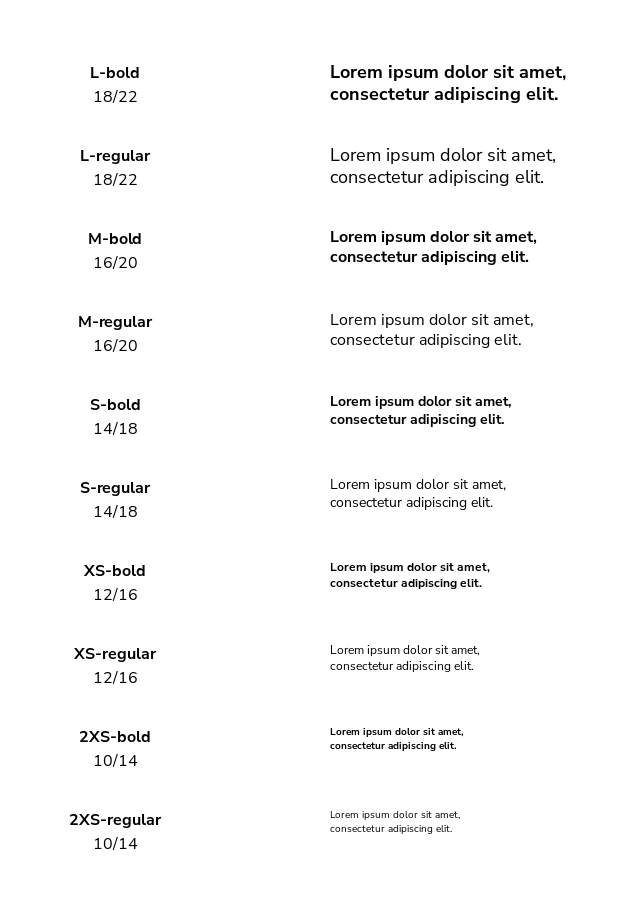 L-bold
18/22
Lorem ipsum dolor sit amet,
consectetur adipiscing elit.
L-regular
18/22
Lorem ipsum dolor sit amet,
consectetur adipiscing elit.
M-bold
16/20
Lorem ipsum dolor sit amet,
consectetur adipiscing elit.
M-regular
16/20
Lorem ipsum dolor sit amet,
consectetur adipiscing elit.
S-bold
14/18
Lorem ipsum dolor sit amet,
consectetur adipiscing elit.
S-regular
14/18
Lorem ipsum dolor sit amet,
consectetur adipiscing elit.
XS-bold
12/16
Lorem ipsum dolor sit amet,
consectetur adipiscing elit.
XS-regular
12/16
Lorem ipsum dolor sit amet,
consectetur adipiscing elit.
2XS-bold
10/14
Lorem ipsum dolor sit amet,
consectetur adipiscing elit.
2XS-regular
10/14
Lorem ipsum dolor sit amet,
consectetur adipiscing elit.